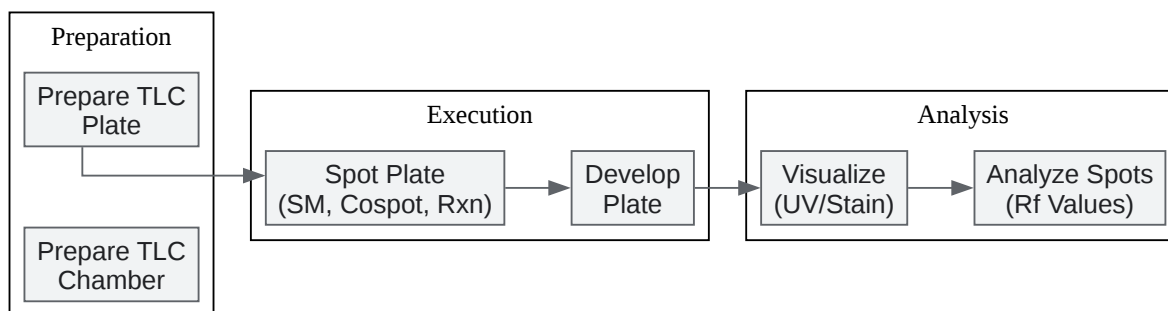 Preparation
Prepare TLC
Plate
Prepare TLC
Chamber
Execution
Spot Plate
(SM, Cospot, Rxn)
Develop
Plate
Analysis
Visualize
(UV/Stain)
Analyze Spots
(Rf Values)